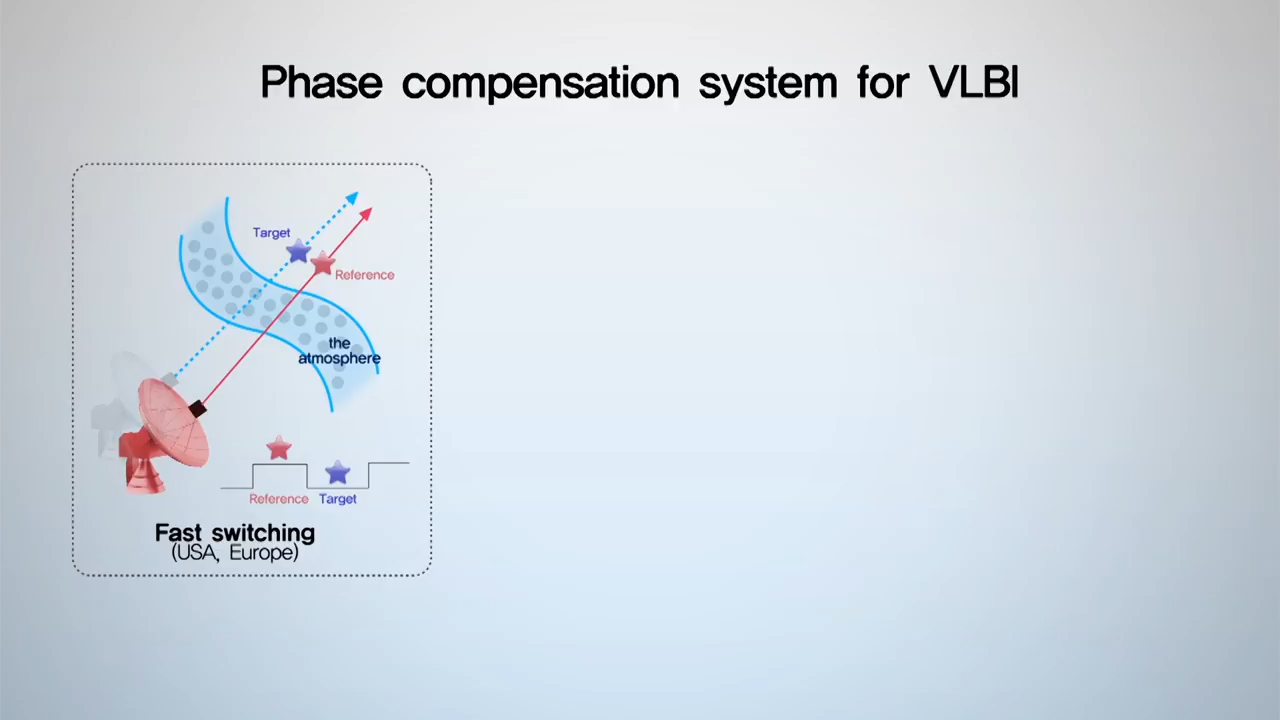 Phase compensation system for VLBI
Target
Reference
the
atmosphere
Reference Target
Fast switching
(USA, Europe)